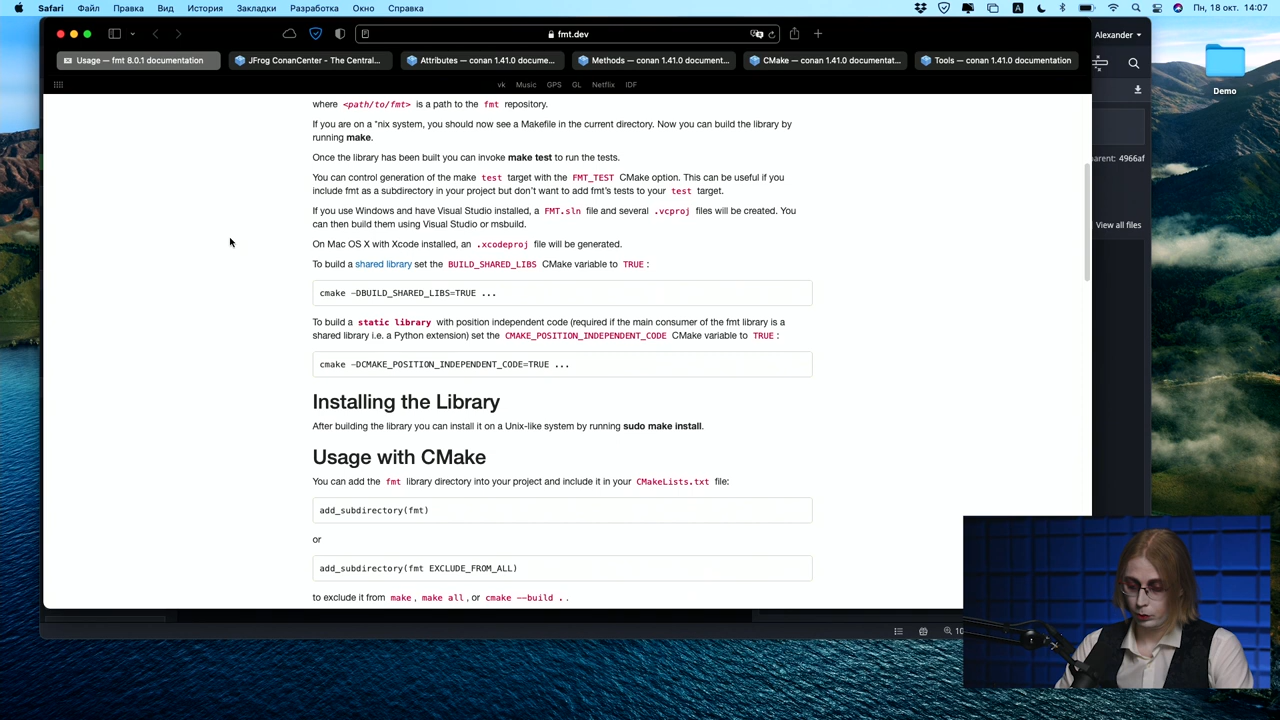 Safari Файл Правка Вид История Закладки Разработка Окно Справка
A Пн, 18 окт. 14:07
fmt.dev
Alexander
Usage — fmt 8.0.1 documentation
JFrog ConanCenter - The Central...
Attributes — conan 1.41.0 docume...
Methods — conan 1.41.0 document...
CMake — conan 1.41.0 documentat...
Tools — conan 1.41.0 documentation
vk Music GPS GL Netflix IDF
Demo
where <path/to/fmt> is a path to the fmt repository.
If you are on a *nix system, you should now see a Makefile in the current directory. Now you can build the library by
running make.
Once the library has been built you can invoke make test to run the tests.
arent: 4966af
You can control generation of the make test target with the FMT_TEST CMake option. This can be useful if you
include fmt as a subdirectory in your project but don't want to add fmt's tests to your test target.
If you use Windows and have Visual Studio installed, a FMT.sln file and several .vcproj files will be created. You
can then build them using Visual Studio or msbuild.
View all files
On Mac OS X with Xcode installed, an .xcodeproj file will be generated.
To build a shared library set the BUILD_SHARED_LIBS CMake variable to TRUE:
cmake -DBUILD_SHARED_LIBS=TRUE ...
To build a static library with position independent code (required if the main consumer of the fmt library is a
shared library i.e. a Python extension) set the CMAKE_POSITION_INDEPENDENT_CODE CMake variable to TRUE:
cmake -DCMAKE_POSITION_INDEPENDENT_CODE=TRUE ...
Installing the Library
After building the library you can install it on a Unix-like system by running sudo make install.
Usage with CMake
You can add the fmt library directory into your project and include it in your CMakeLists.txt file:
add_subdirectory(fmt)
or
add_subdirectory(fmt EXCLUDE_FROM_ALL)
to exclude it from make, make all, or cmake --build ..
10